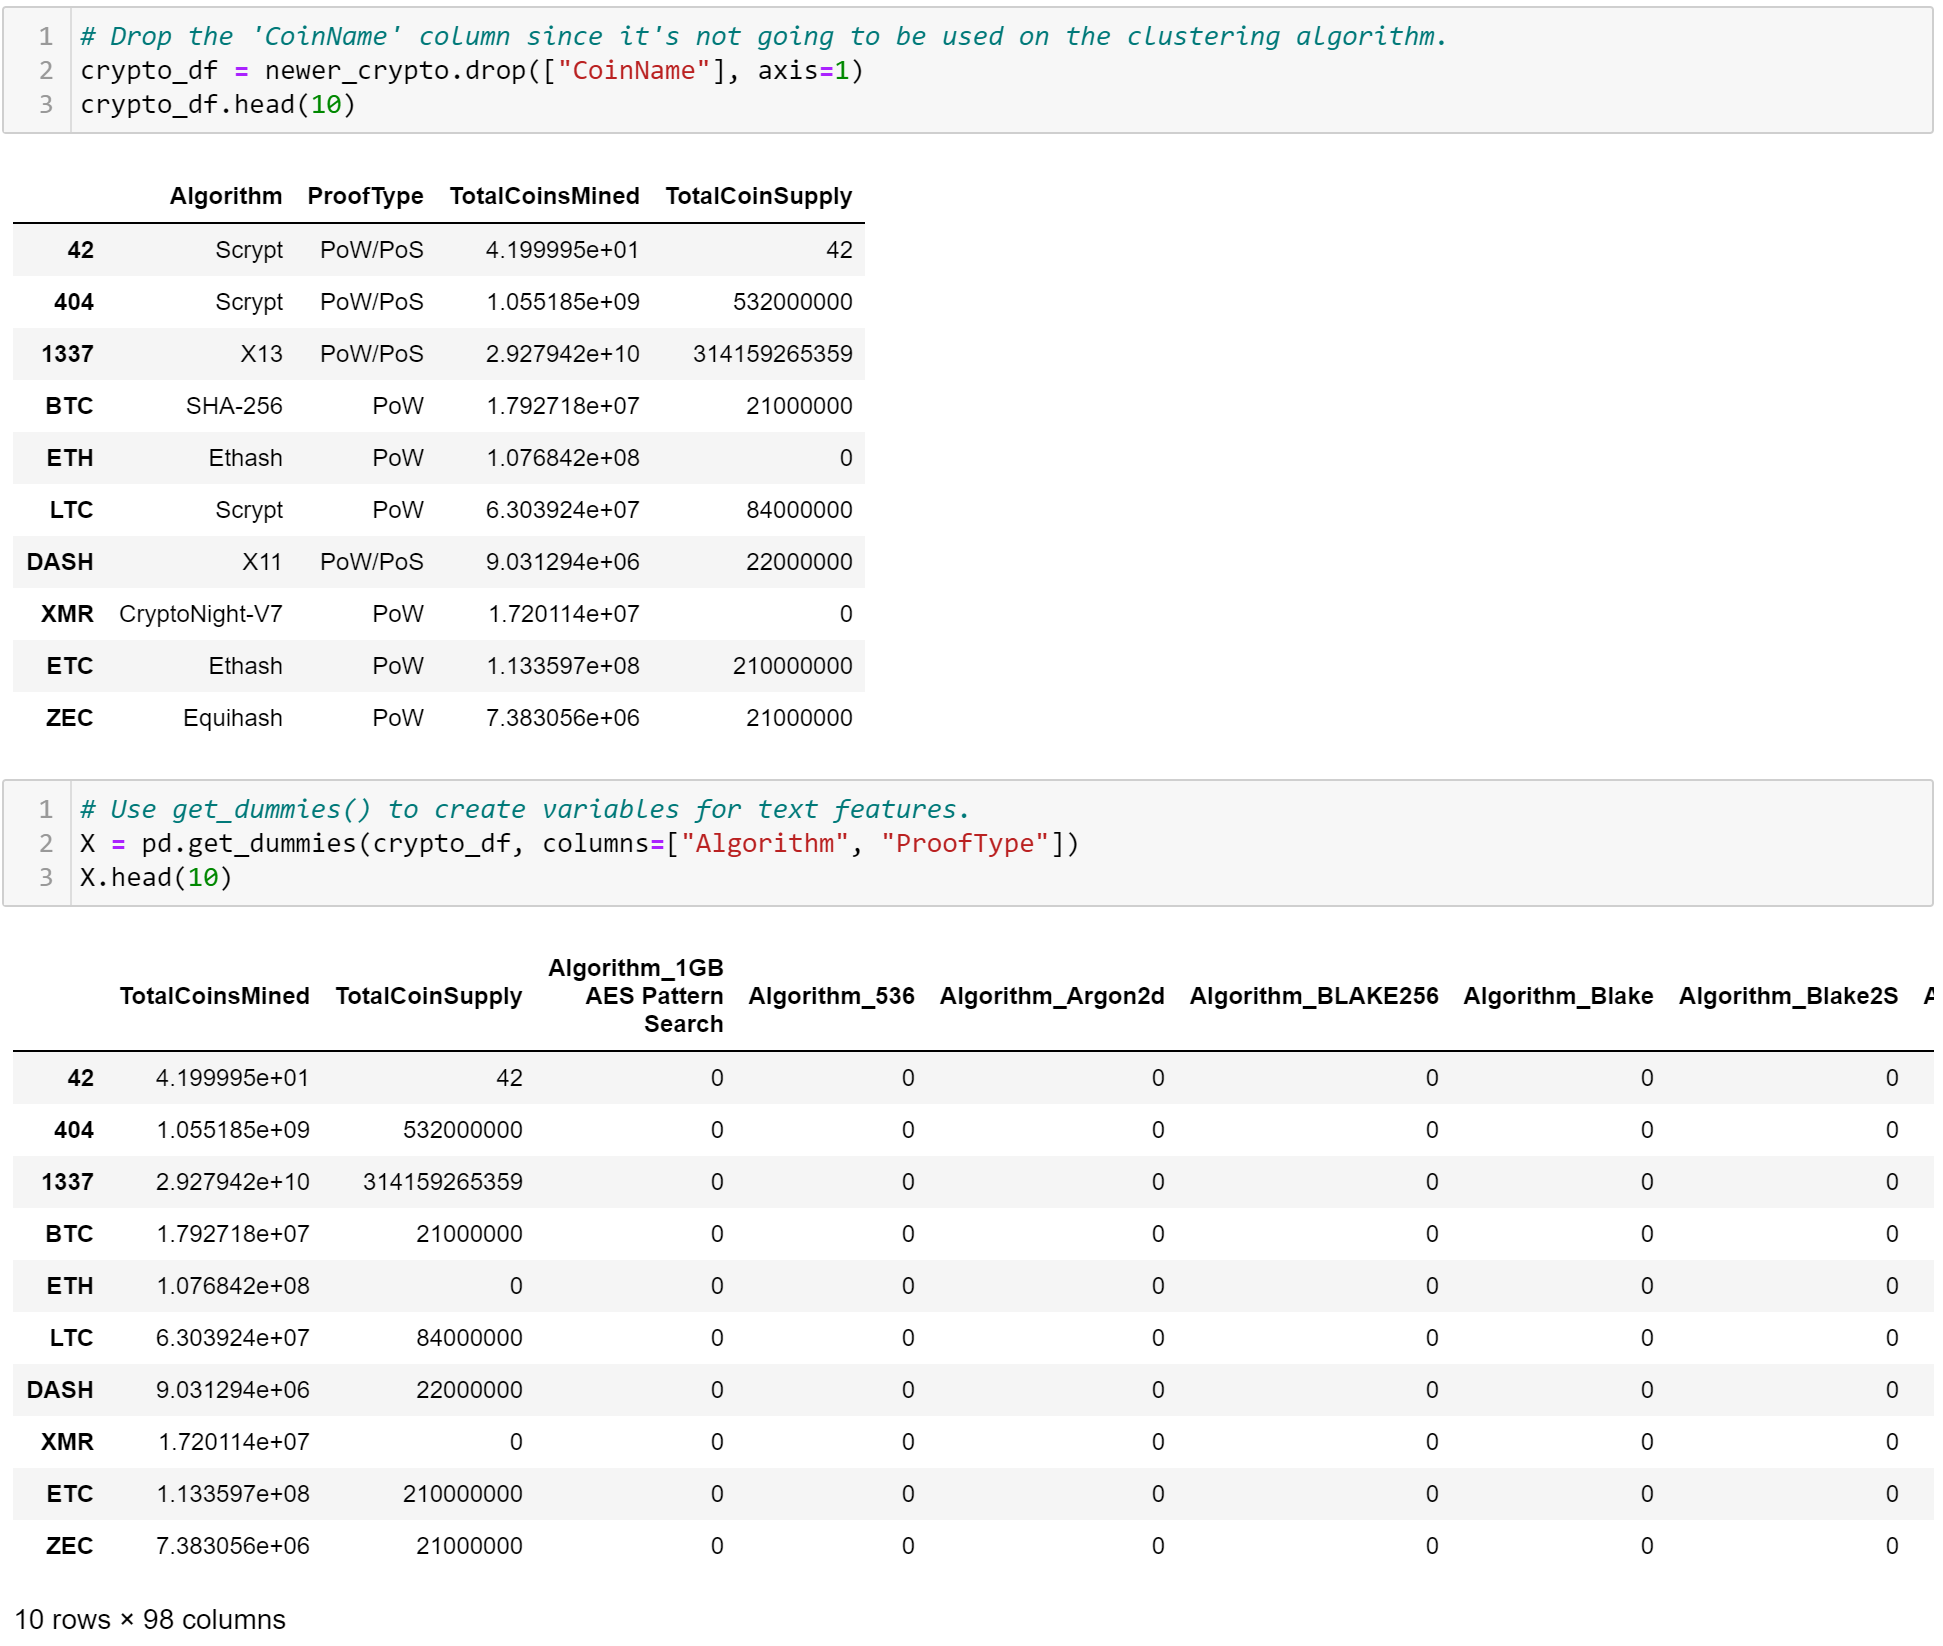 1 # Drop the 'CoinName' column since it's not going to be used on the clustering algorithm.
2 crypto_df = newer_crypto.drop(["CoinName"], axis=1)
3 crypto_df.head(10)
Algorithm ProofType TotalCoinsMined TotalCoinSupply
42 Scrypt PoW/PoS 4.199995e+01 42
404 Scrypt PoW/PoS 1.055185e+09 532000000
1337 X13 PoW/PoS 2.927942e+10 314159265359
BTC SHA-256 PoW 1.792718e+07 21000000
ETH Ethash PoW 1.076842e+08 0
LTC Scrypt PoW 6.303924e+07 84000000
DASH X11 PoW/PoS 9.031294e+06 22000000
XMR CryptoNight-V7 PoW 1.720114e+07 0
ETC Ethash PoW 1.133597e+08 210000000
ZEC Equihash PoW 7.383056e+06 21000000
1 # Use get_dummies() to create variables for text features.
2 X = pd.get_dummies(crypto_df, columns=["Algorithm", "ProofType"])
3 X.head(10)
Algorithm_1GB
TotalCoinsMined TotalCoinSupply AES Pattern Algorithm_536 Algorithm_Argon2d Algorithm_BLAKE256 Algorithm_Blake Algorithm_Blake2S
Search
42 4.199995e+01 42 0 0 0 0 0 0
404 1.055185e+09 532000000 0 0 0 0 0 0
1337 2.927942e+10 314159265359 0 0 0 0 0 0
BTC 1.792718e+07 21000000 0 0 0 0 0 0
ETH 1.076842e+08 0 0 0 0 0 0 0
LTC 6.303924e+07 84000000 0 0 0 0 0 0
DASH 9.031294e+06 22000000 0 0 0 0 0 0
XMR 1.720114e+07 0 0 0 0 0 0 0
ETC 1.133597e+08 210000000 0 0 0 0 0 0
ZEC 7.383056e+06 21000000 0 0 0 0 0 0
10 rows × 98 columns